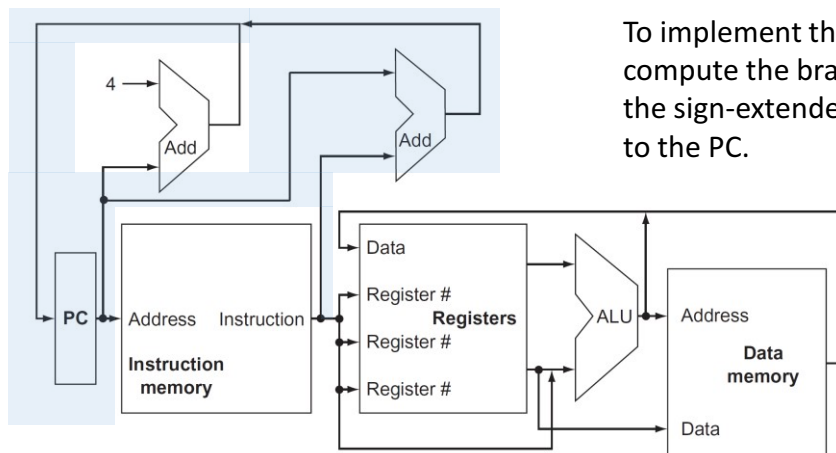 To implement th
compute the bra
the sign-extende
to the PC.
4
Add
Add
PC
Address
Instruction
Instruction
memory
Data
Register #
Registers
Register #
Register #
ALU
Address
Data
memory
Data